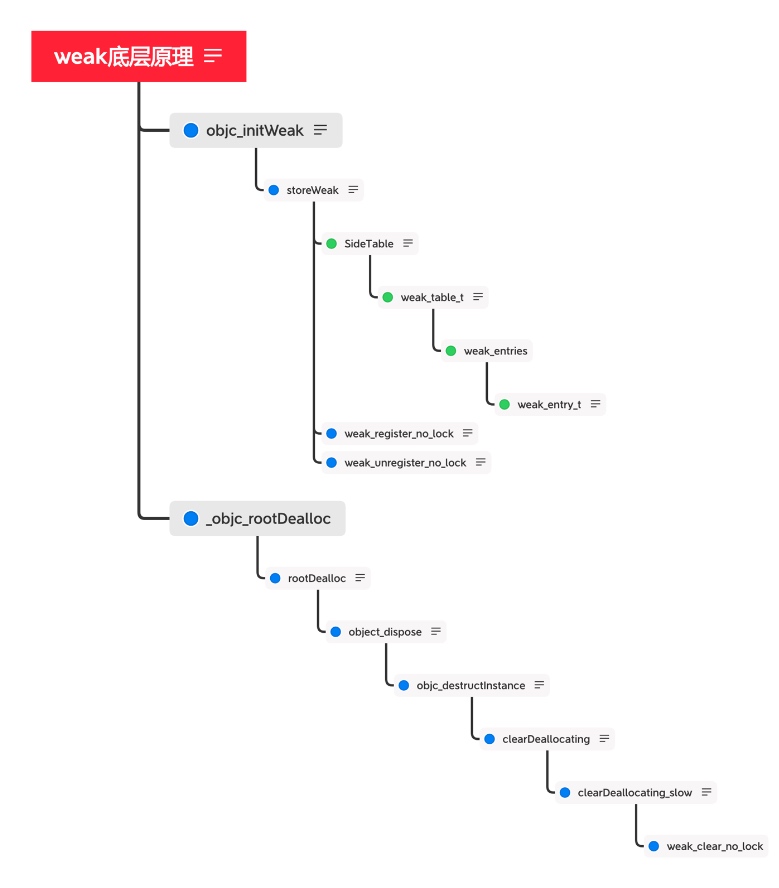 weak底层原理
objc_initWeak
storeWeak
SideTable
weak_table_t
weak_entries
weak_entry_t
weak_register_no_lock
weak_unregister_no_lock
_objc_rootDealloc
rootDealloc
object_dispose
objc_destructInstance
clearDeallocating
clearDeallocating_slow
weak_clear_no_lock